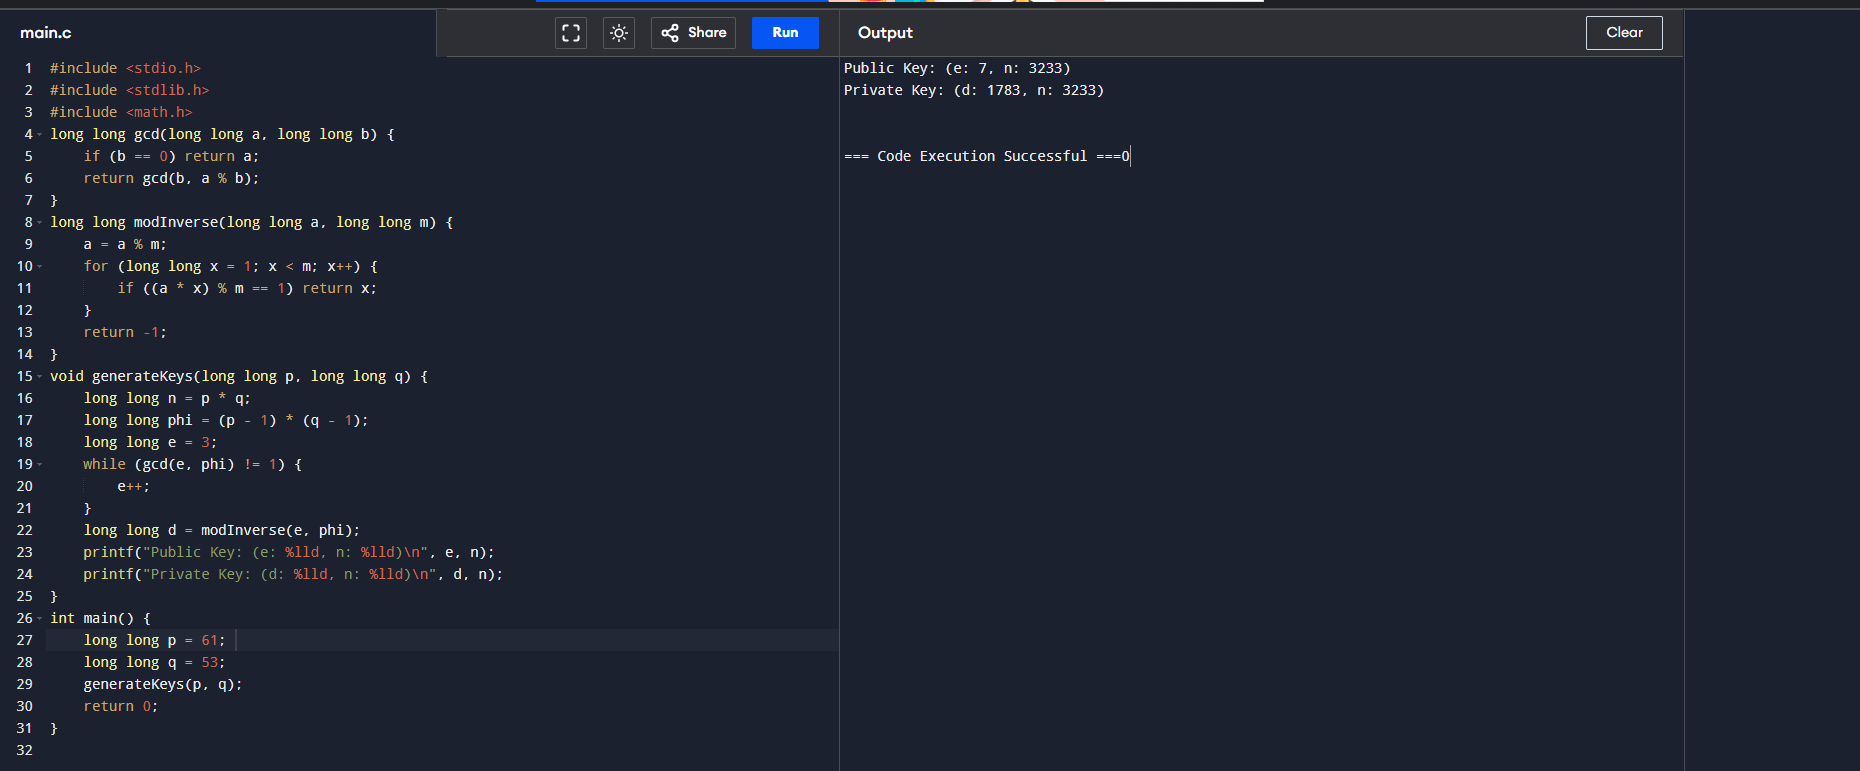 main.c
Share
Run
Output
Clear
1 #include <stdio.h>
2 #include <stdlib.h>
3 #include <math.h>
4 long long gcd(long long a, long long b) {
5     if (b == 0) return a;
6     return gcd(b, a % b);
7 }
8 long long modInverse(long long a, long long m) {
9     a = a % m;
10     for (long long x = 1; x < m; x++) {
11         if ((a * x) % m == 1) return x;
12     }
13     return -1;
14 }
15 void generateKeys(long long p, long long q) {
16     long long n = p * q;
17     long long phi = (p - 1) * (q - 1);
18     long long e = 3;
19     while (gcd(e, phi) != 1) {
20         e++;
21     }
22     long long d = modInverse(e, phi);
23     printf("Public Key: (e: %lld, n: %lld)\n", e, n);
24     printf("Private Key: (d: %lld, n: %lld)\n", d, n);
25 }
26 int main() {
27     long long p = 61;
28     long long q = 53;
29     generateKeys(p, q);
30     return 0;
31 }
32
Public Key: (e: 7, n: 3233)
Private Key: (d: 1783, n: 3233)
=== Code Execution Successful ===0